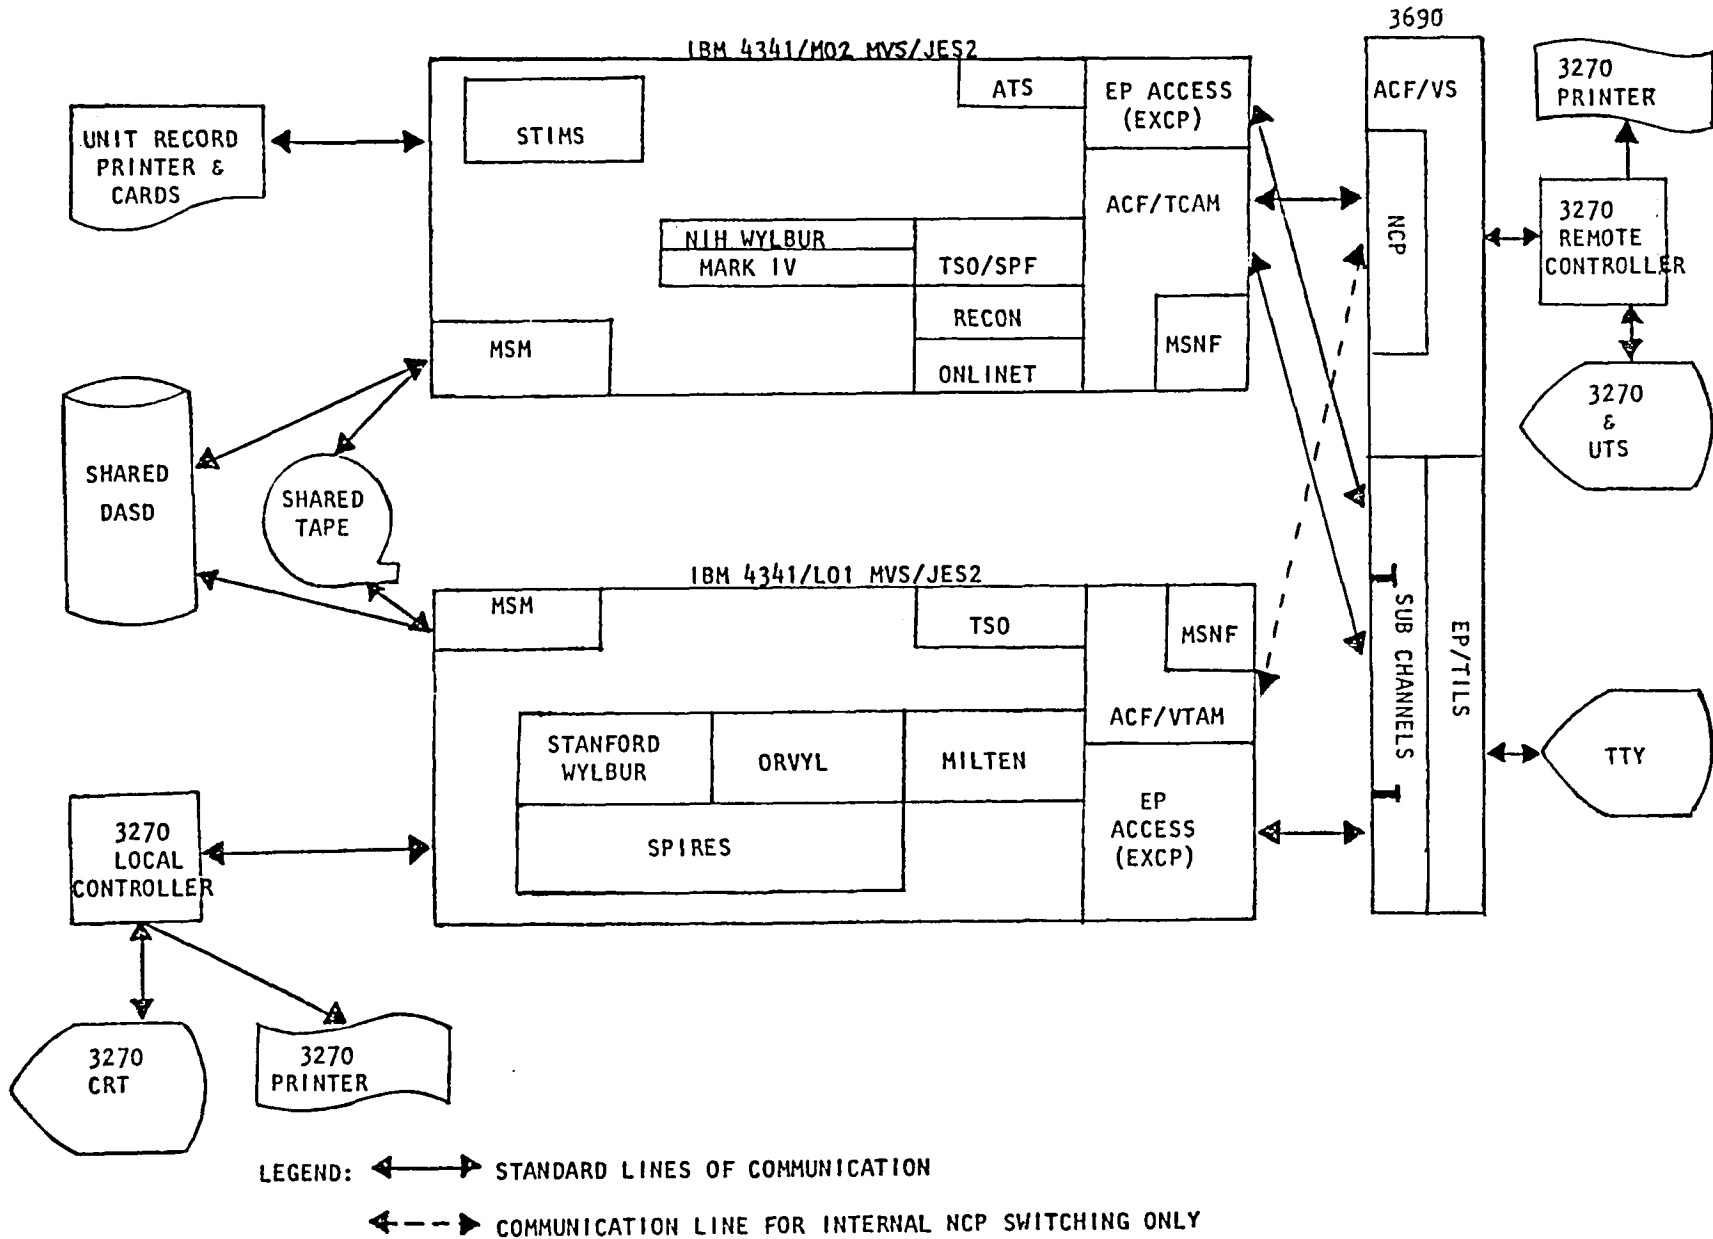 3690
IBM 4341/M02 MVS/JES2
UNIT RECORD
PRINTER &
CARDS
STIMS
ATS
EP ACCESS
(EXCP)
ACF/TCAM
NIH WYLBUR
MARK IV
TSO/SPF
RECON
ONLINET
MSM
MSNF
ACF/VS
NCP
3270
PRINTER
3270
REMOTE
CONTROLLER
3270
&
UTS
SHARED
DASD
SHARED
TAPE
IBM 4341/L01 MVS/JES2
MSM
TSO
MSNF
ACF/VTAM
STANFORD
WYLBUR
ORVYL
MILTEN
SPIRES
EP
ACCESS
(EXCP)
SUB CHANNELS
EP/TILS
TTY
3270
LOCAL
CONTROLLER
3270
CRT
3270
PRINTER
LEGEND: STANDARD LINES OF COMMUNICATION
COMMUNICATION LINE FOR INTERNAL NCP SWITCHING ONLY